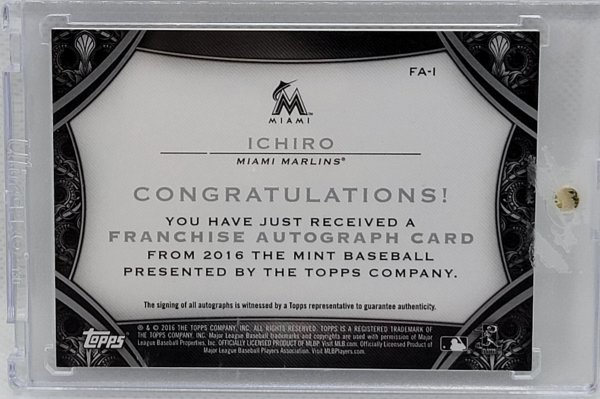 FA-I
MIAMI
ICHIRO
MIAMI MARLINS®
CONGRATULATIONS!
YOU HAVE JUST RECEIVED A
FRANCHISE AUTOGRAPH CARD
FROM 2016 THE MINT BASEBALL
PRESENTED BY THE TOPPS COMPANY.
The signing of all autographs is witnessed by a Topps representative to guarantee authenticity.
topps
® & © 2016 THE TOPPS COMPANY, INC. ALL RIGHTS RESERVED. TOPPS IS A REGISTERED TRADEMARK OF
THE TOPPS COMPANY, INC. Major League Baseball trademarks and copyrights are used with permission of Major
League Baseball Properties, Inc. OFFICIALLY LICENSED PRODUCT OF MLBP. Visit MLB.com. Officially Licensed Product of
Major League Baseball Players Association. Visit MLBPlayers.com.